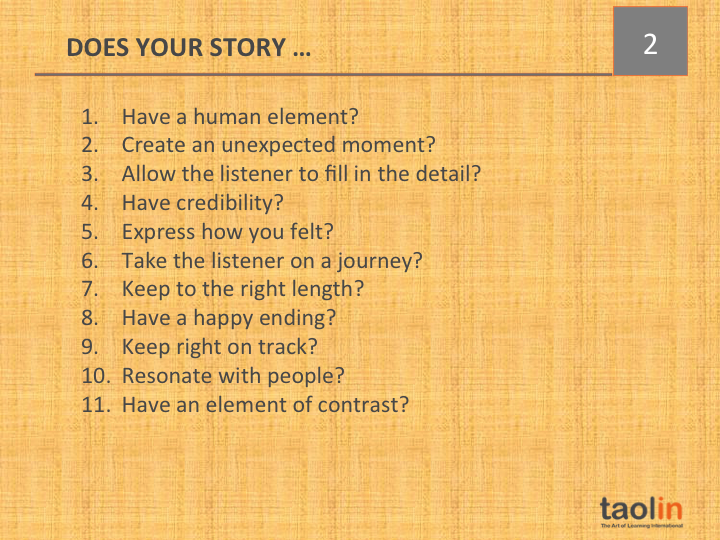 DOES YOUR STORY …
2
1. Have a human element?
2. Create an unexpected moment?
3. Allow the listener to fill in the detail?
4. Have credibility?
5. Express how you felt?
6. Take the listener on a journey?
7. Keep to the right length?
8. Have a happy ending?
9. Keep right on track?
10. Resonate with people?
11. Have an element of contrast?
taolin
The Art of Learning International